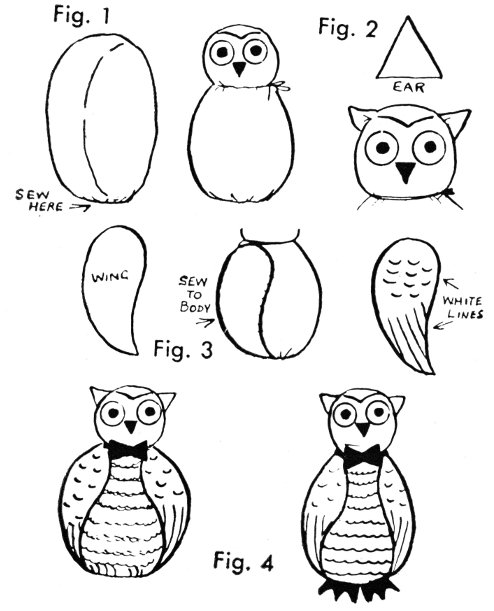 Fig. 1
Fig. 2
EAR
SEW
HERE
WING
SEW
TO
BODY
WHITE
LINES
Fig. 3
Fig. 4